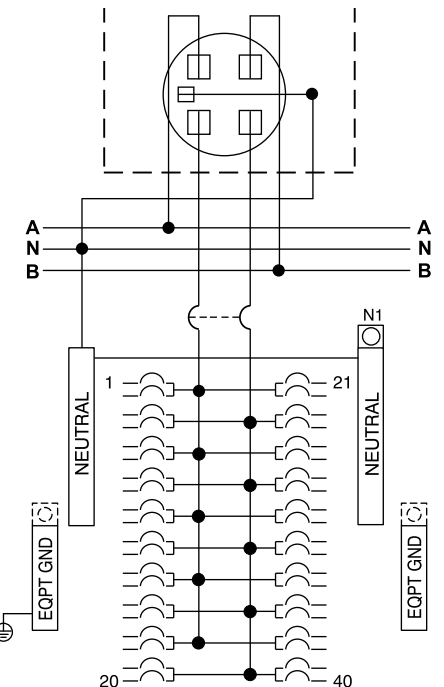 A A
N N
B B
N1
1 21
NEUTRAL
NEUTRAL
EQPT GND
EQPT GND
20 40